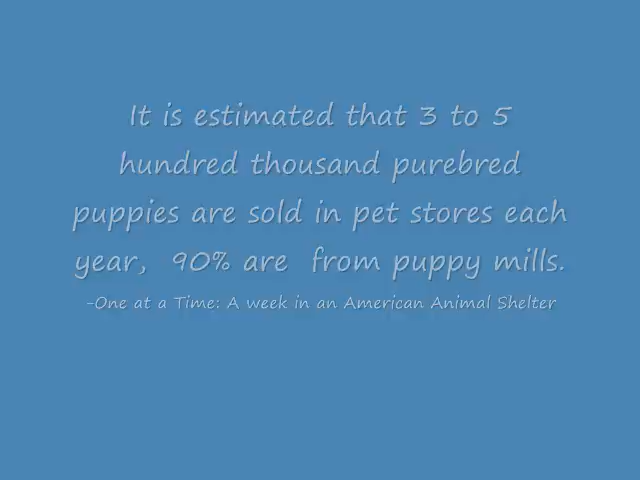 It is estimated that 3 to 5
hundred thousand purebred
puppies are sold in pet stores each
year, 90% are from puppy mills.
-One at a Time: A week in an American Animal Shelter